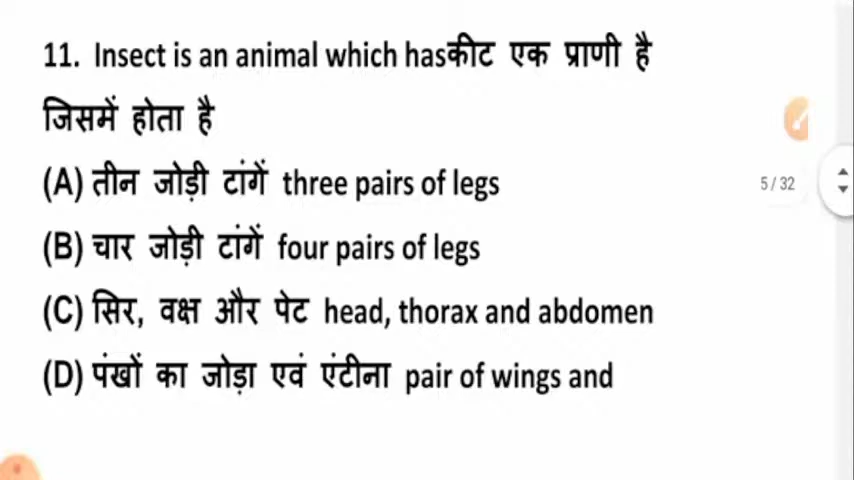 11. Insect is an animal which hasकीट एक प्राणी है
जिसमें होता है
(A) तीन जोड़ी टांगें three pairs of legs
5 / 32
(B) चार जोड़ी टांगें four pairs of legs
(C) सिर, वक्ष और पेट head, thorax and abdomen
(D) पंखों का जोड़ा एवं एंटीना pair of wings and